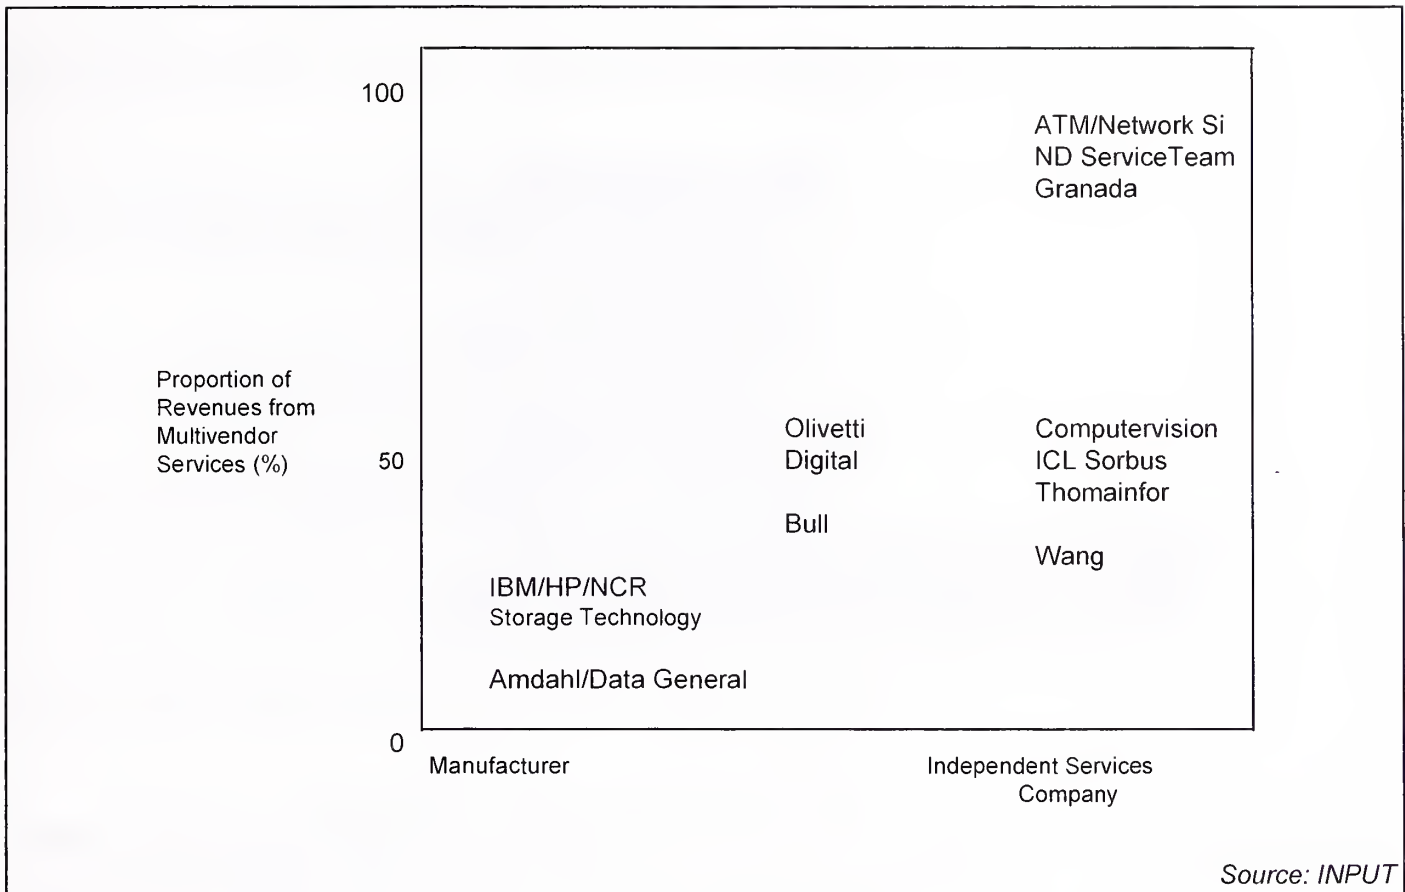 100
ATM/Network Si
ND ServiceTeam
Granada
Proportion of
Revenues from
Multivendor
Services (%)
50
Olivetti
Digital
Bull
Computervision
ICL Sorbus
Thomainfor
Wang
IBM/HP/NCR
Storage Technology
Amdahl/Data General
0
Manufacturer
Independent Services
Company
Source: INPUT